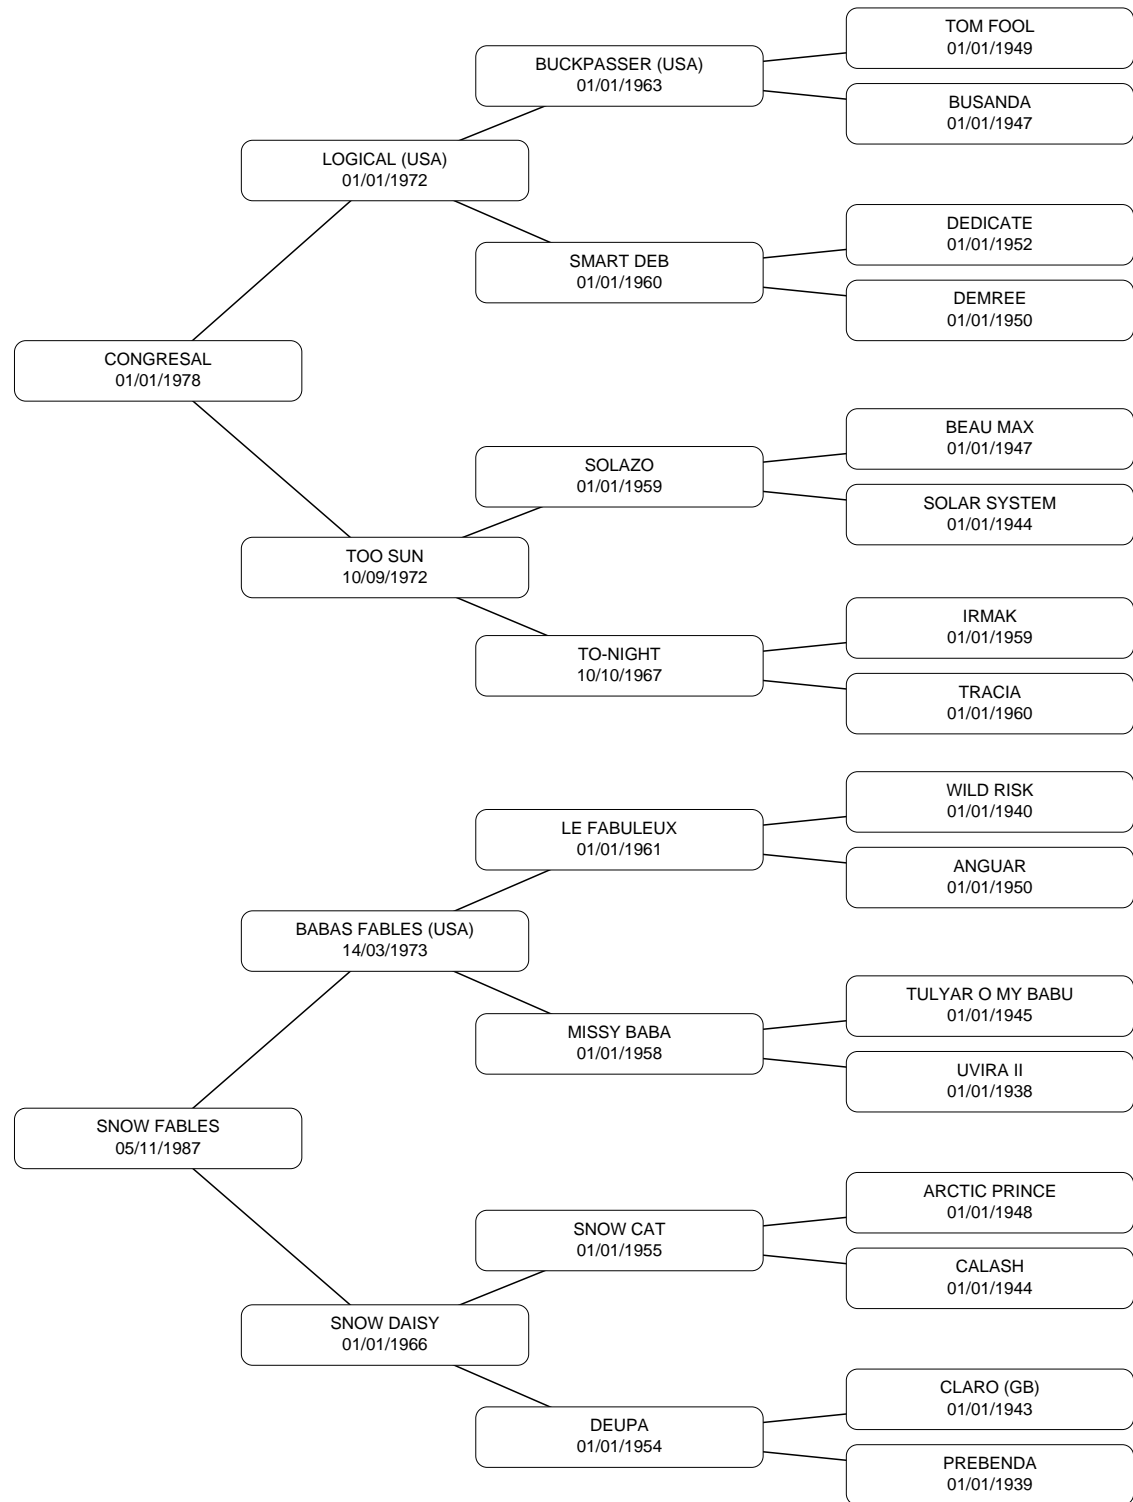 TOM FOOL
01/01/1949
BUCKPASSER (USA)
01/01/1963
BUSANDA
01/01/1947
LOGICAL (USA)
01/01/1972
DEDICATE
01/01/1952
SMART DEB
01/01/1960
DEMREE
01/01/1950
CONGRESAL
01/01/1978
BEAU MAX
01/01/1947
SOLAZO
01/01/1959
SOLAR SYSTEM
01/01/1944
TOO SUN
10/09/1972
IRMAK
01/01/1959
TO-NIGHT
10/10/1967
TRACIA
01/01/1960
WILD RISK
01/01/1940
LE FABULEUX
01/01/1961
ANGUAR
01/01/1950
BABAS FABLES (USA)
14/03/1973
TULYAR O MY BABU
01/01/1945
MISSY BABA
01/01/1958
UVIRA II
01/01/1938
SNOW FABLES
05/11/1987
ARCTIC PRINCE
01/01/1948
SNOW CAT
01/01/1955
CALASH
01/01/1944
SNOW DAISY
01/01/1966
CLARO (GB)
01/01/1943
DEUPA
01/01/1954
PREBENDA
01/01/1939